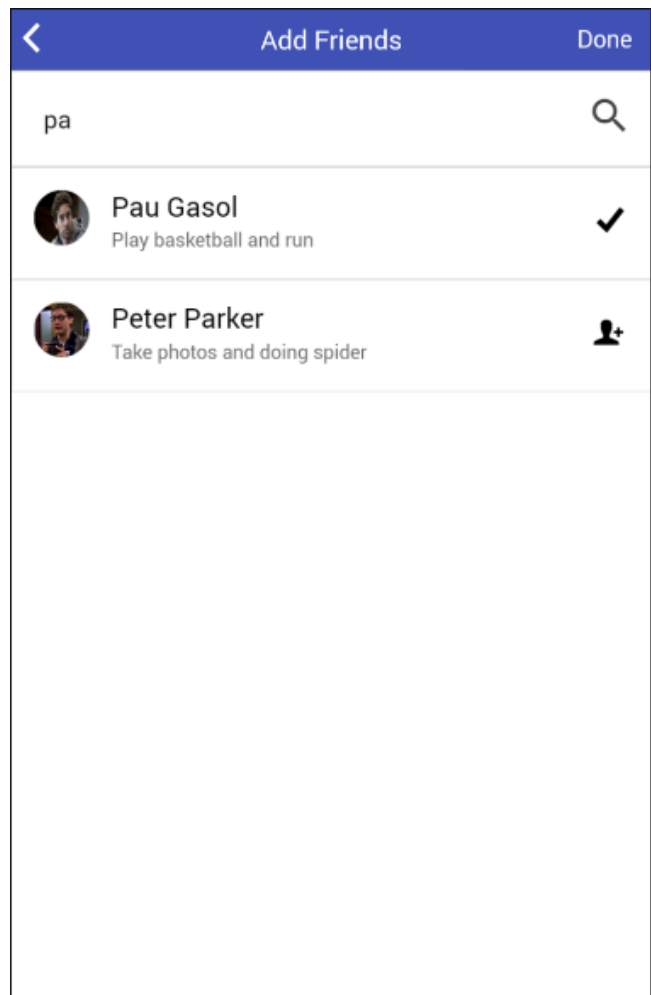 Add Friends Done
pa
Pau Gasol
Play basketball and run
Peter Parker
Take photos and doing spider